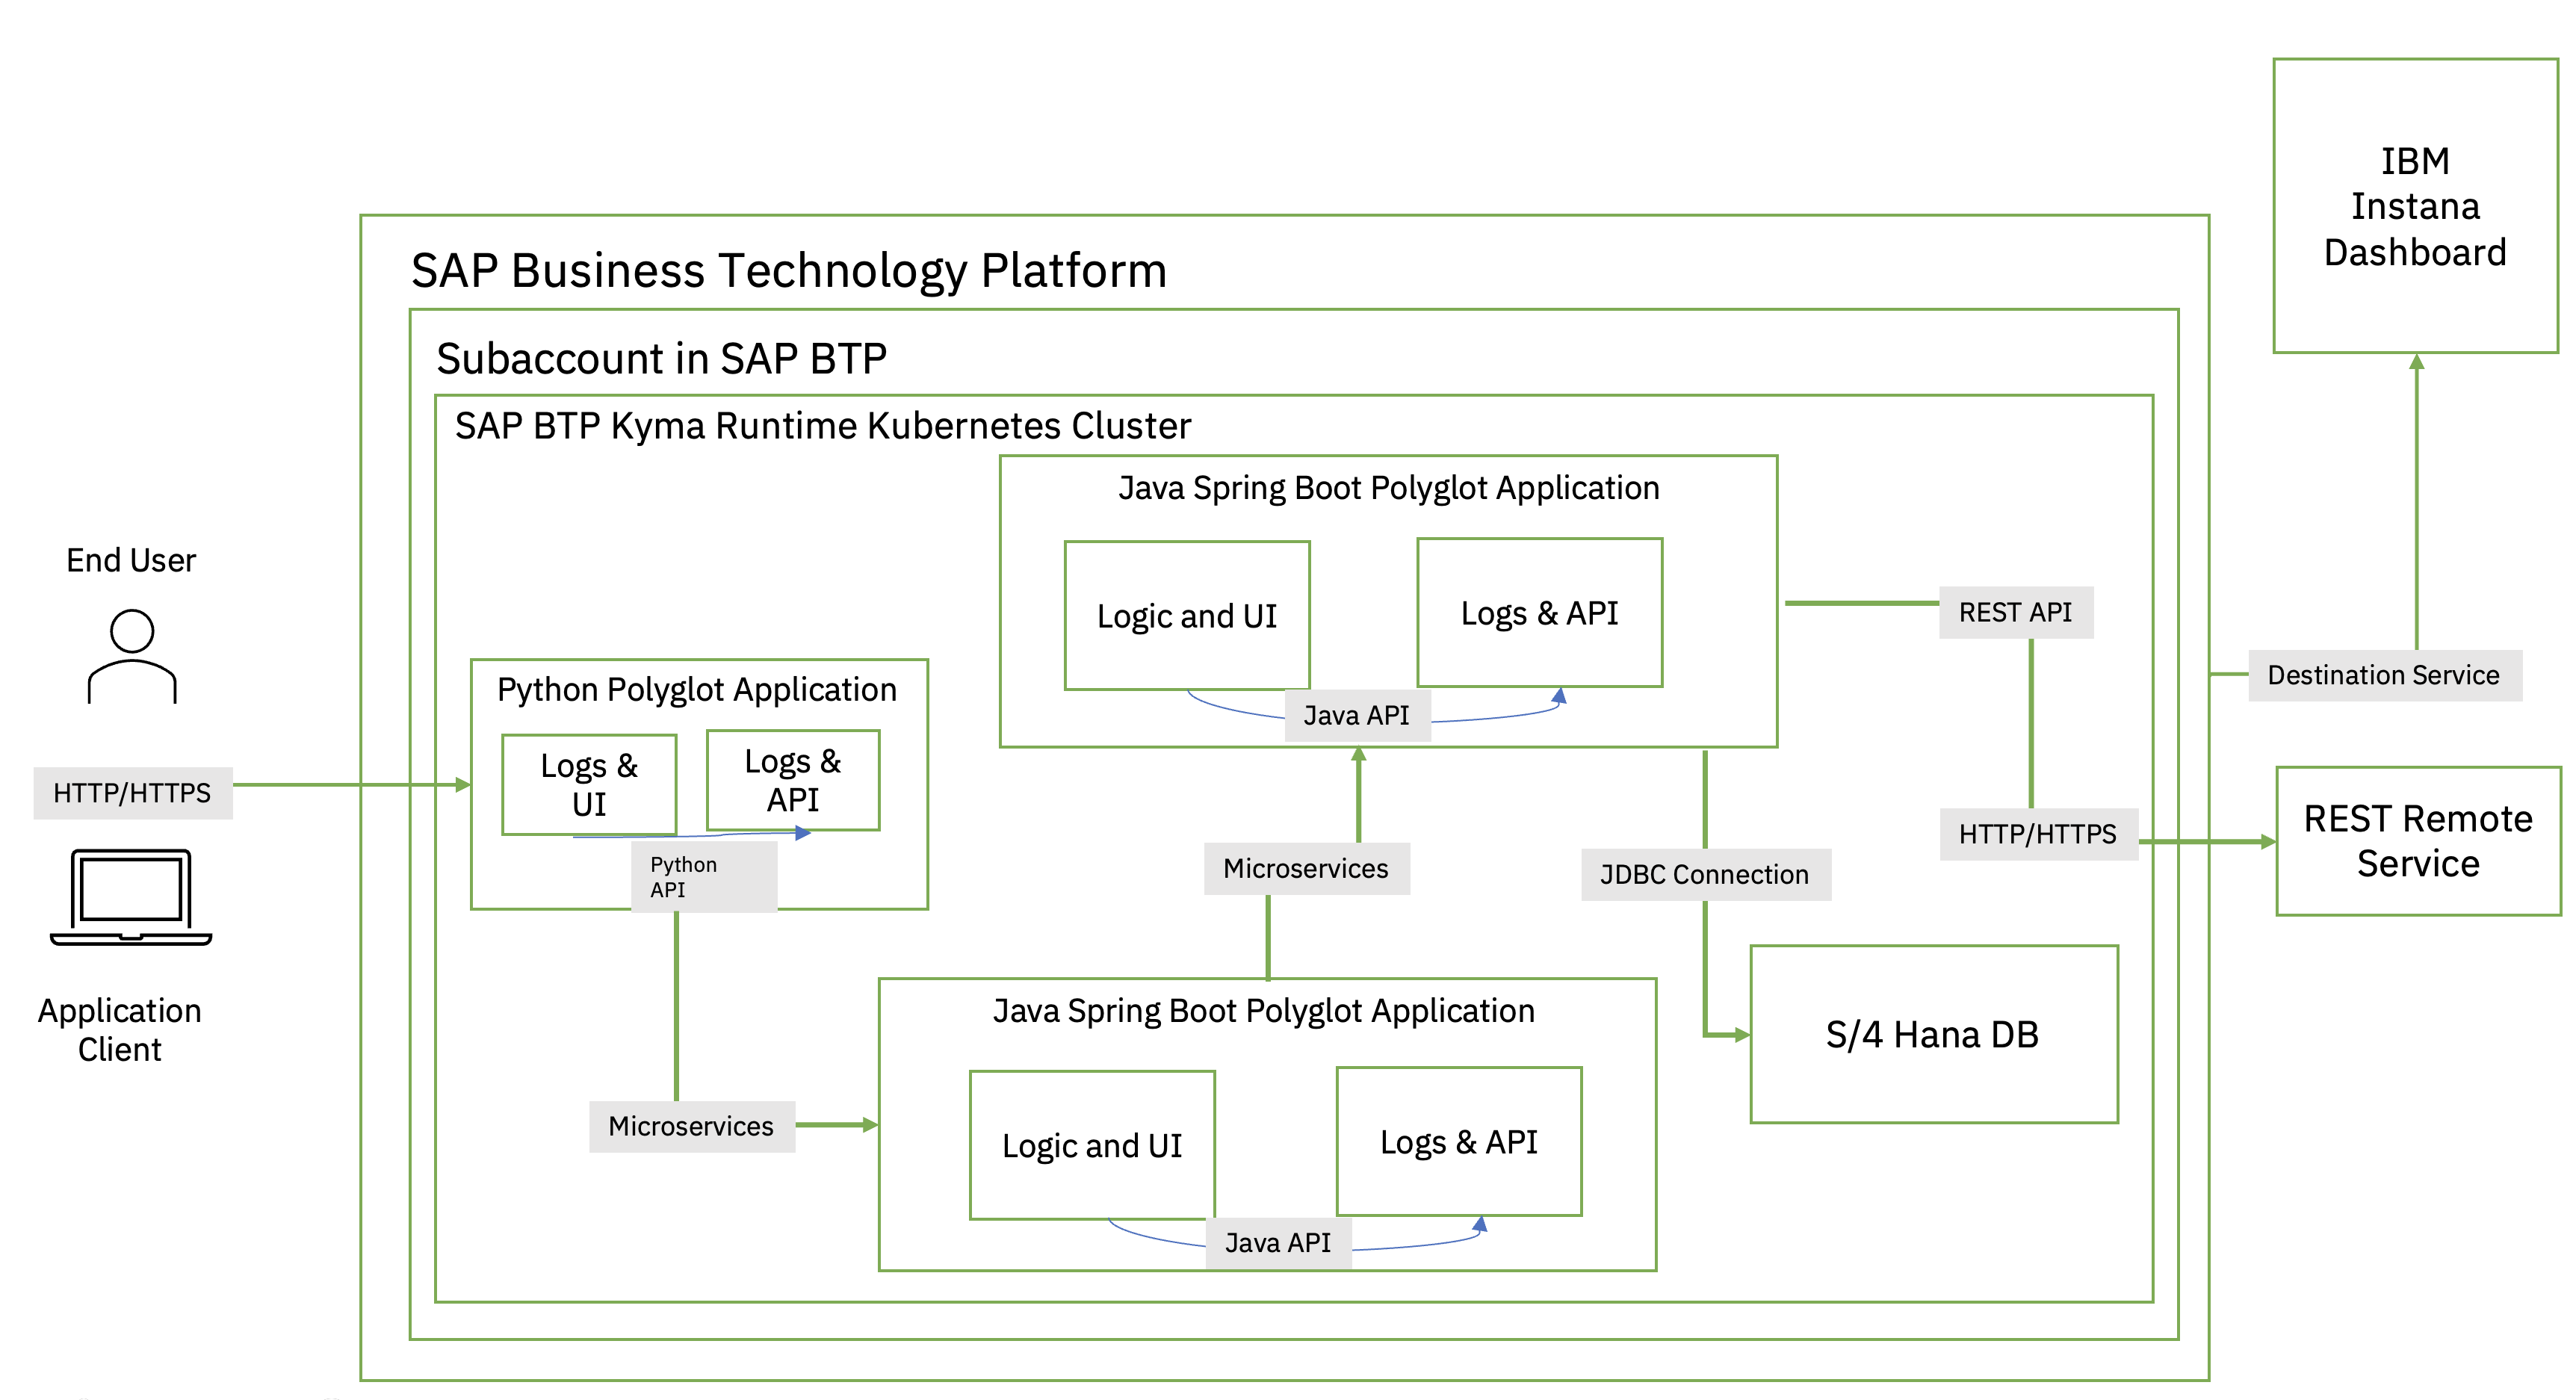 IBM
Instana
Dashboard
SAP Business Technology Platform
Subaccount in SAP BTP
SAP BTP Kyma Runtime Kubernetes Cluster
Java Spring Boot Polyglot Application
Logic and UI
Logs & API
Java API
End User
HTTP/HTTPS
Application
Client
Python Polyglot Application
Logs &
UI
Logs &
API
Python
API
Microservices
Microservices
JDBC Connection
REST API
HTTP/HTTPS
Destination Service
REST Remote
Service
S/4 Hana DB
Java Spring Boot Polyglot Application
Logic and UI
Logs & API
Java API